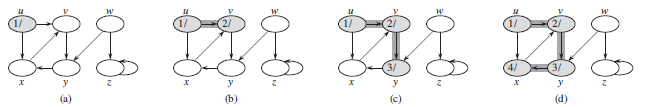 u v w u v w u v w u v w
1/ 1/ 2/ 1/ 2/ 1/ 2/
3/ 4/ 3/
x y z x y z x y z x y z
(a) (b) (c) (d)